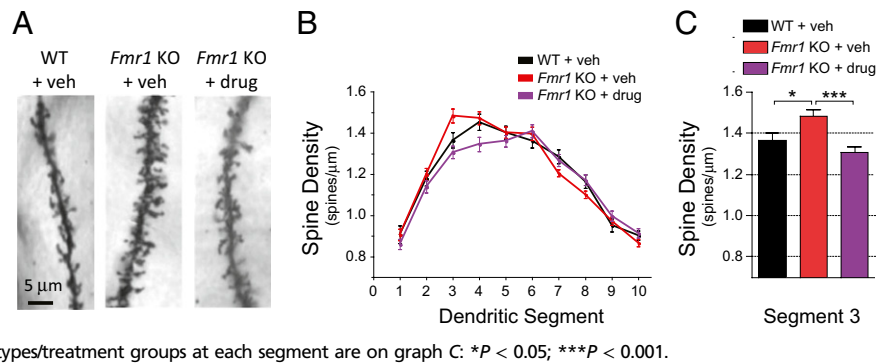 A
WT
+ veh
Fmr1 KO
+ veh
Fmr1 KO
+ drug
5 μm
B
WT + veh
Fmr1 KO + veh
Fmr1 KO + drug
Spine Density
(spines/μm)
1.6
1.4
1.2
1.0
0.8
0 1 2 3 4 5 6 7 8 9 10
Dendritic Segment
C
WT + veh
Fmr1 KO + veh
Fmr1 KO + drug
* ***
Spine Density
(spines/μm)
1.6
1.4
1.2
1.0
0.8
Segment 3
types/treatment groups at each segment are on graph C: *P < 0.05; ***P < 0.001.